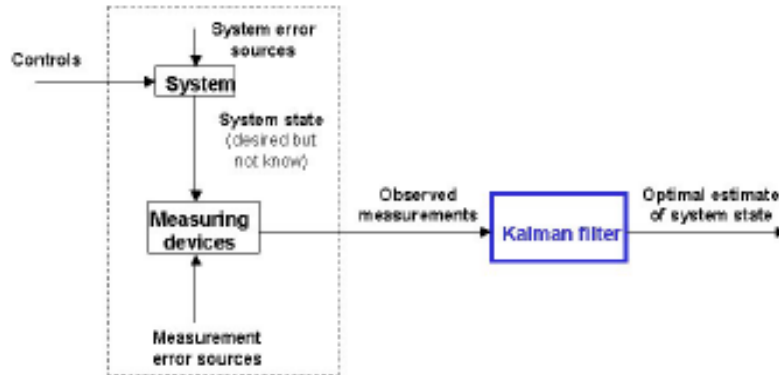 System error
sources
Controls
System
System state
(desired but
not know)
Measuring
devices
Observed
measurements
Kalman filter
Optimal estimate
of system state
Measurement
error sources